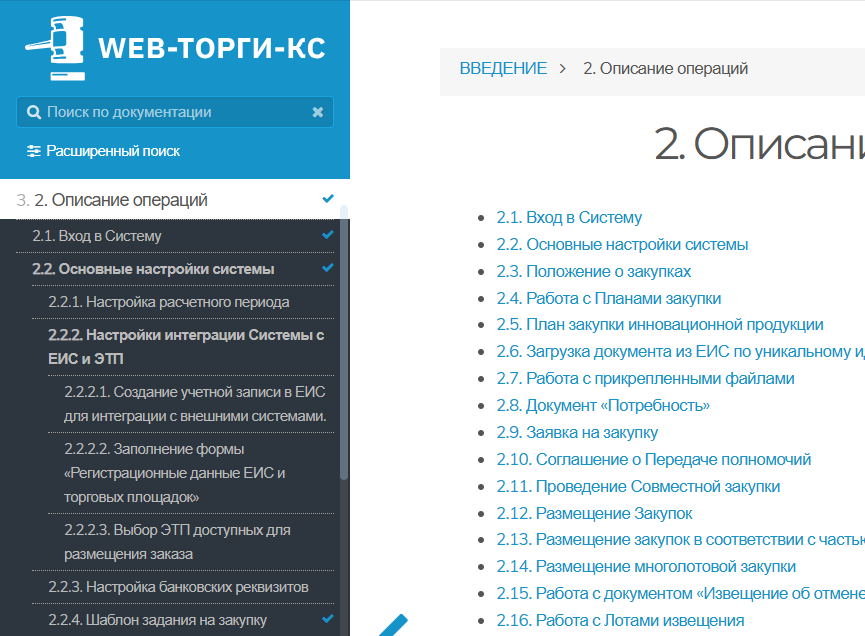 WEB-ТОРГИ-КС
Поиск по документации
Расширенный поиск
3. 2. Описание операций
2.1. Вход в Систему
2.2. Основные настройки системы
2.2.1. Настройка расчетного периода
2.2.2. Настройки интеграции Системы с
ЕИС и ЭТП
2.2.2.1. Создание учетной записи в ЕИС
для интеграции с внешними системами.
2.2.2.2. Заполнение формы
«Регистрационные данные ЕИС и
торговых площадок»
2.2.2.3. Выбор ЭТП доступных для
размещения заказа
2.2.3. Настройка банковских реквизитов
2.2.4. Шаблон задания на закупку
ВВЕДЕНИЕ > 2. Описание операций
2. Описани
2.1. Вход в Систему
2.2. Основные настройки системы
2.3. Положение о закупках
2.4. Работа с Планами закупки
2.5. План закупки инновационной продукции
2.6. Загрузка документа из ЕИС по уникальному
2.7. Работа с прикрепленными файлами
2.8. Документ «Потребность»
2.9. Заявка на закупку
2.10. Соглашение о Передаче полномочий
2.11. Проведение Совместной закупки
2.12. Размещение Закупок
2.13. Размещение закупок в соответствии с часть
2.14. Размещение многолотовой закупки
2.15. Работа с документом «Извещение об отмене
2.16. Работа с Лотами извещения